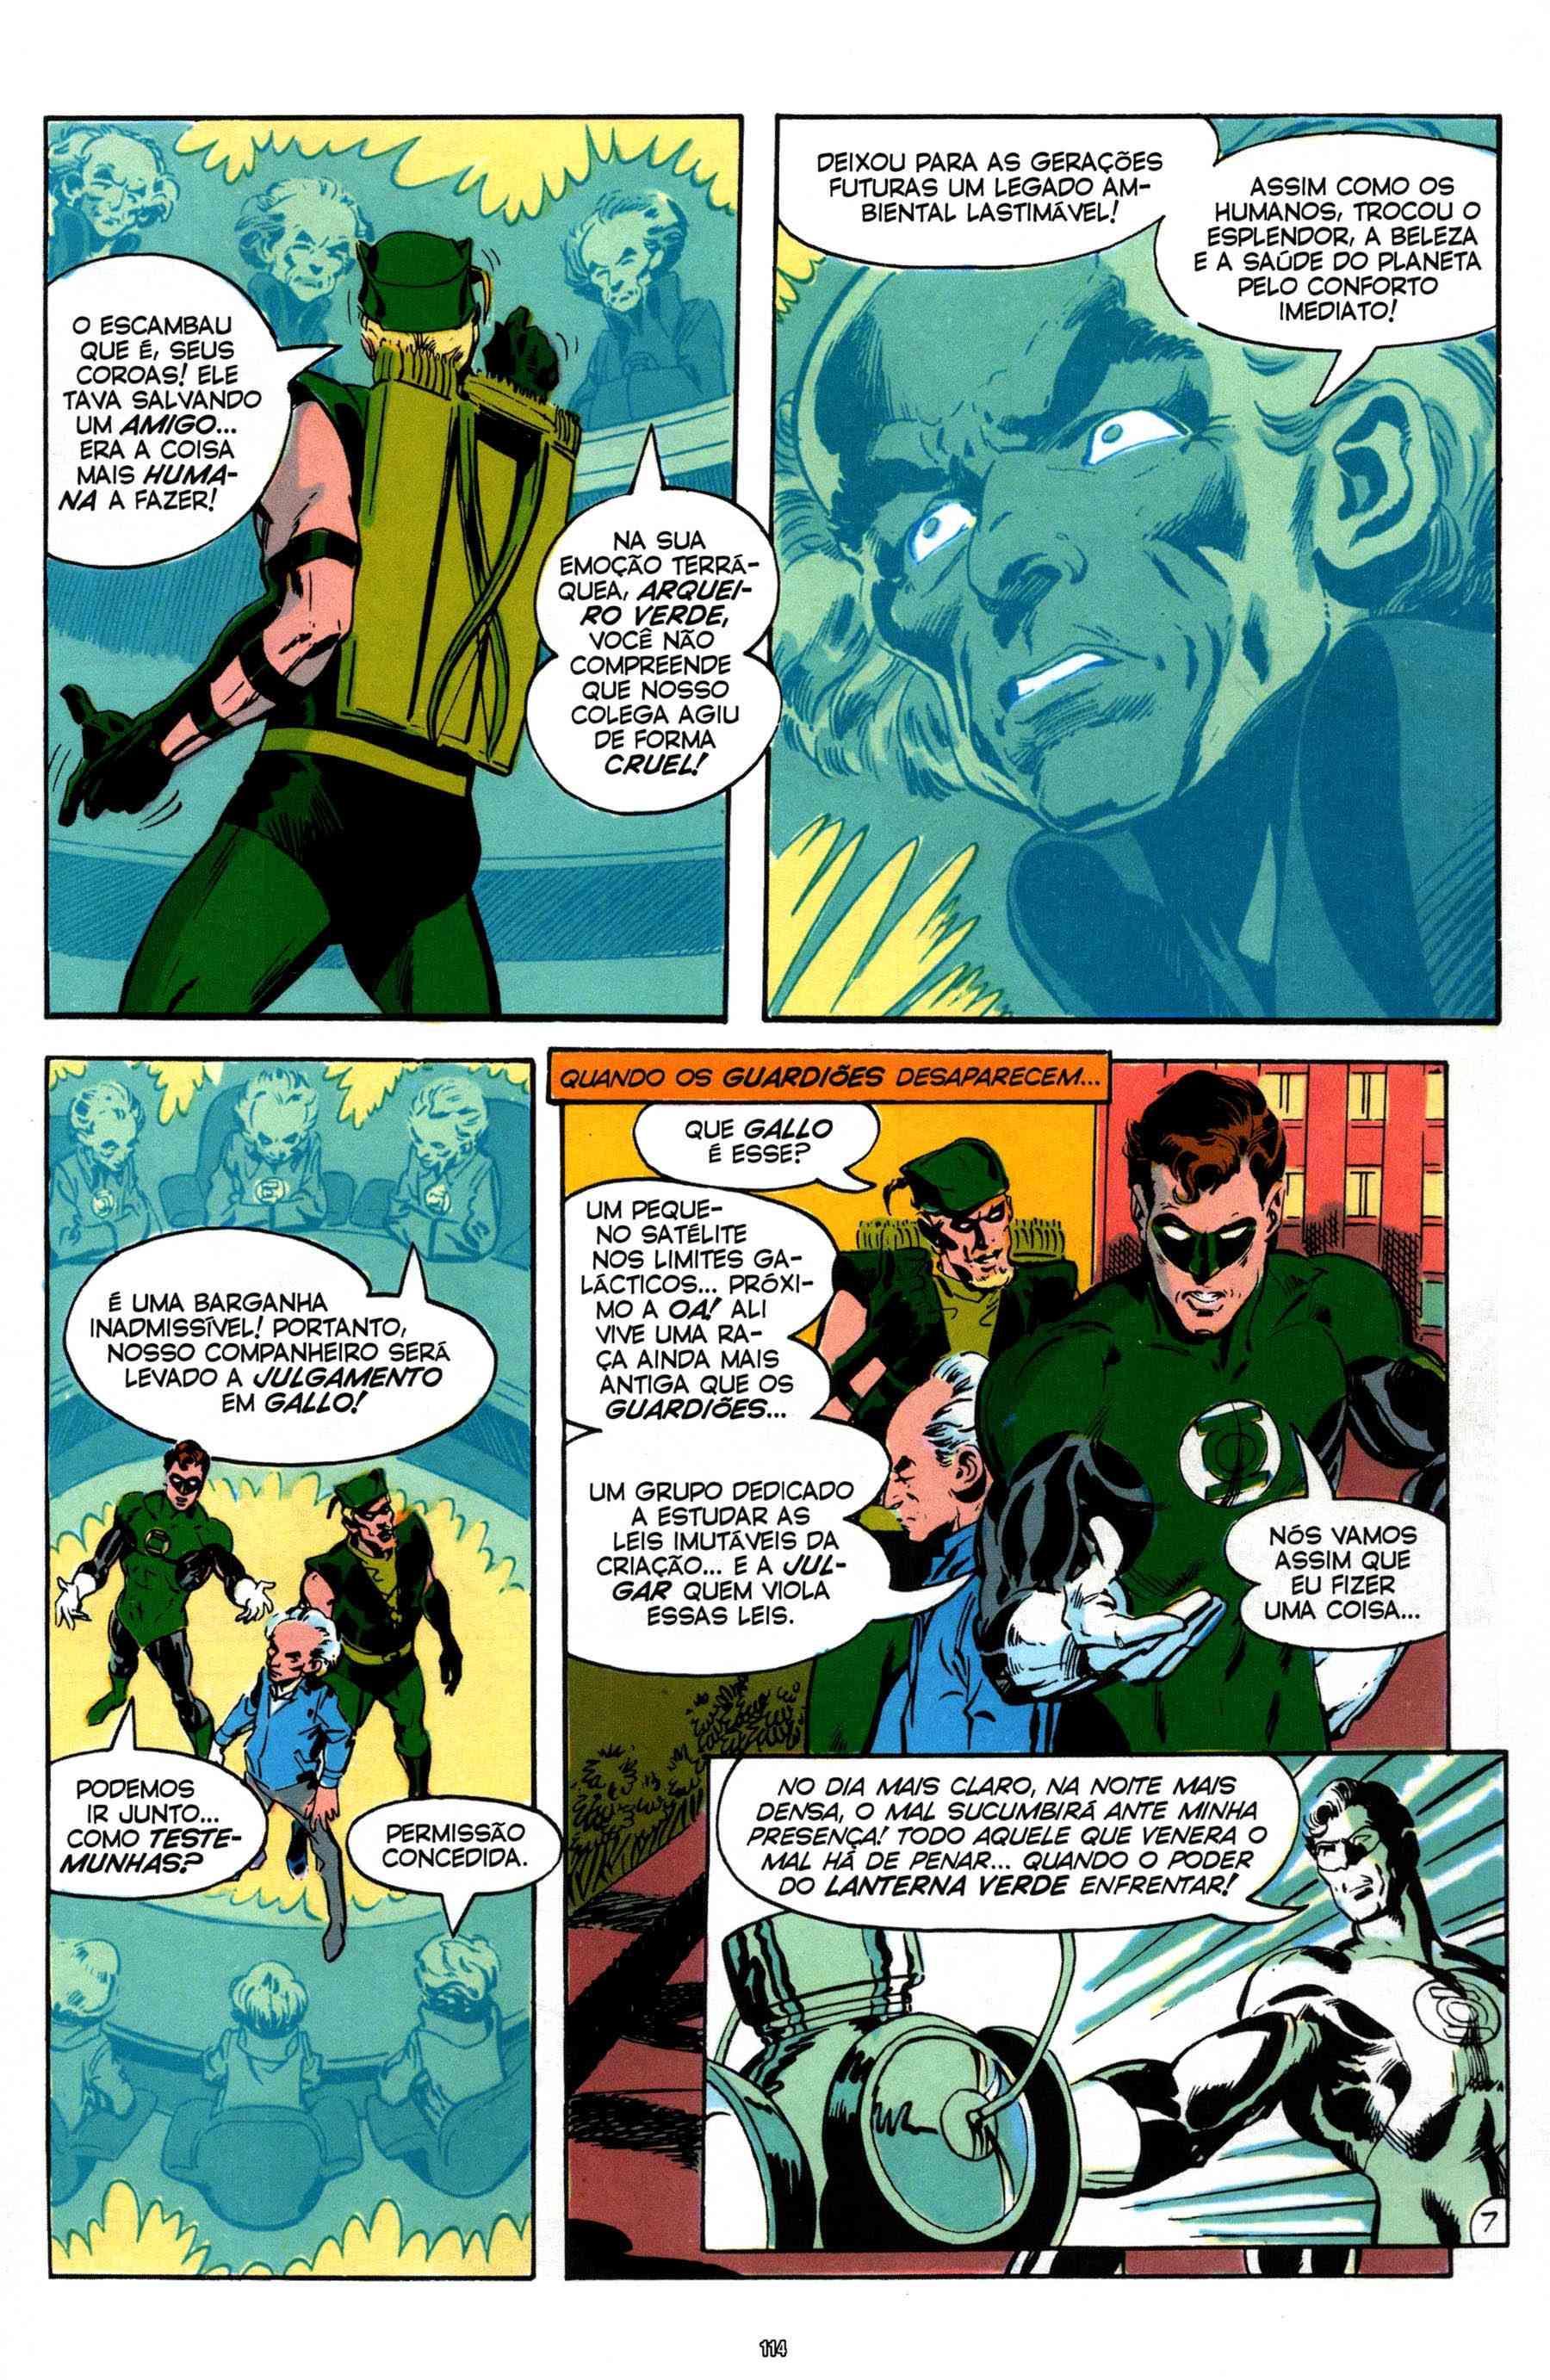 O ESCAMBAU
QUE É, SEUS
COROAS! ELE
TAVA SALVANDO
UM AMIGO...
ERA A COISA
MAIS HUMA-
NA A FAZER!
NA SUA
EMOÇÃO TERRÁ-
QUEA, ARQUEI-
RO VERDE,
VOCÊ NÃO
COMPREENDE
QUE NOSSO
COLEGA AGIU
DE FORMA
CRUEL!
DEIXOU PARA AS GERAÇÕES
FUTURAS UM LEGADO AM-
BIENTAL LASTIMÁVEL!
ASSIM COMO OS
HUMANOS, TROCOU O
ESPLENDOR, A BELEZA
E A SAÚDE DO PLANETA
PELO CONFORTO
IMEDIATO!
É UMA BARGANHA
INADMISSÍVEL! PORTANTO,
NOSSO COMPANHEIRO SERÁ
LEVADO A JULGAMENTO
EM GALLO!
PODEMOS
IR JUNTO...
COMO TESTE-
MUNHAS?
PERMISSÃO
CONCEDIDA.
QUANDO OS GUARDIÕES DESAPARECEM...
QUE GALLO
É ESSE?
UM PEQUE-
NO SATÉLITE
NOS LIMITES GA-
LÁCTICOS... PRÓXI-
MO A OA! ALI
VIVE UMA RA-
ÇA AINDA MAIS
ANTIGA QUE OS
GUARDIÕES...
UM GRUPO DEDICADO
A ESTUDAR AS
LEIS IMUTÁVEIS DA
CRIAÇÃO... E A JUL-
GAR QUEM VIOLA
ESSAS LEIS.
NÓS VAMOS
ASSIM QUE
EU FIZER
UMA COISA...
NO DIA MAIS CLARO, NA NOITE MAIS
DENSA, O MAL SUCUMBIRÁ ANTE MINHA
PRESENÇA! TODO AQUELE QUE VENERA O
MAL HÁ DE PENAR... QUANDO O PODER
DO LANTERNA VERDE ENFRENTAR!
7
114